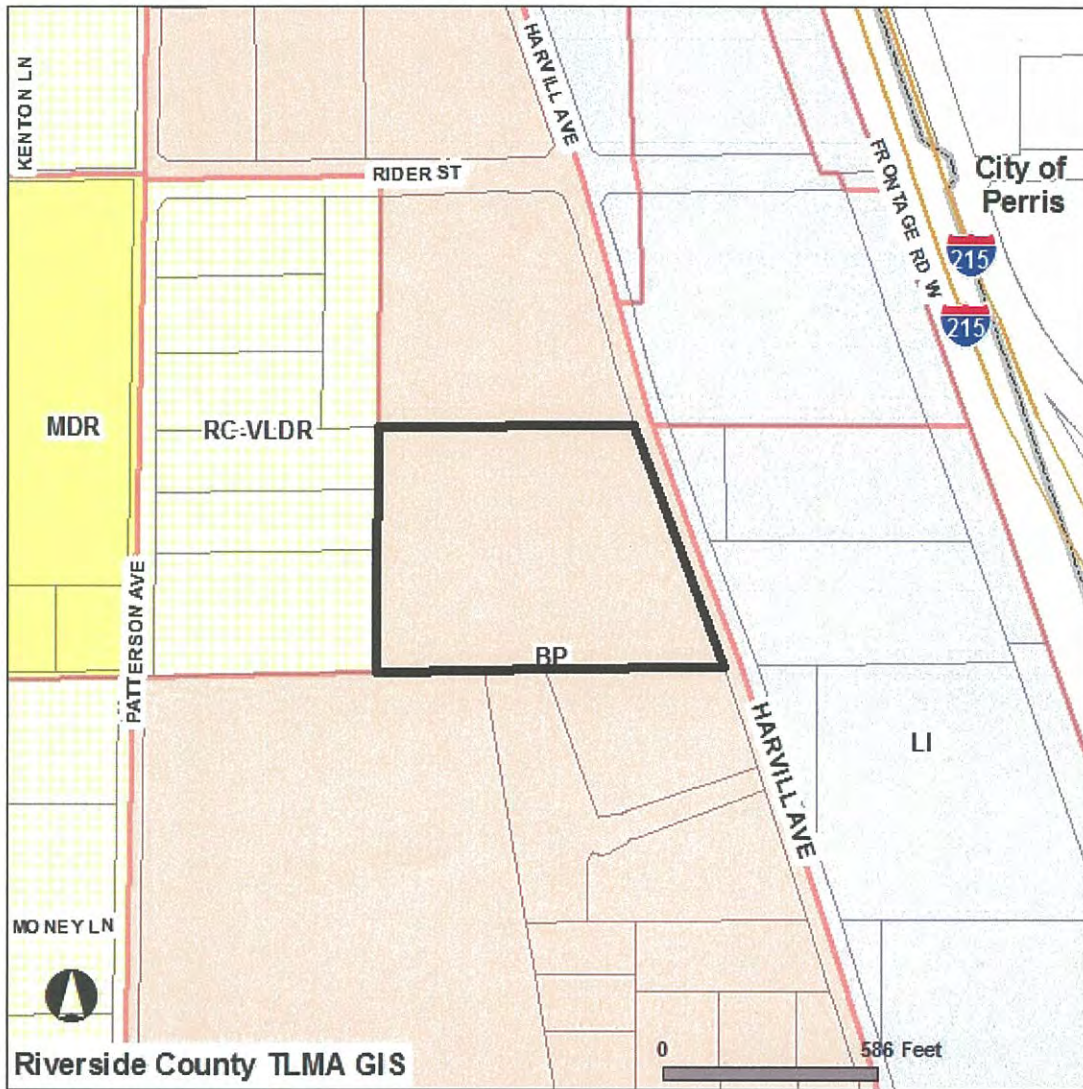 KENTON LN
HARVILL AVE
RIDER ST
FRONTAGE RD W
City of
Perris
215
215
MDR
RC-VLDR
PATTERSON AVE
BP
HARVILL AVE
LI
MONEY LN
0 586 Feet
Riverside County TLMA GIS